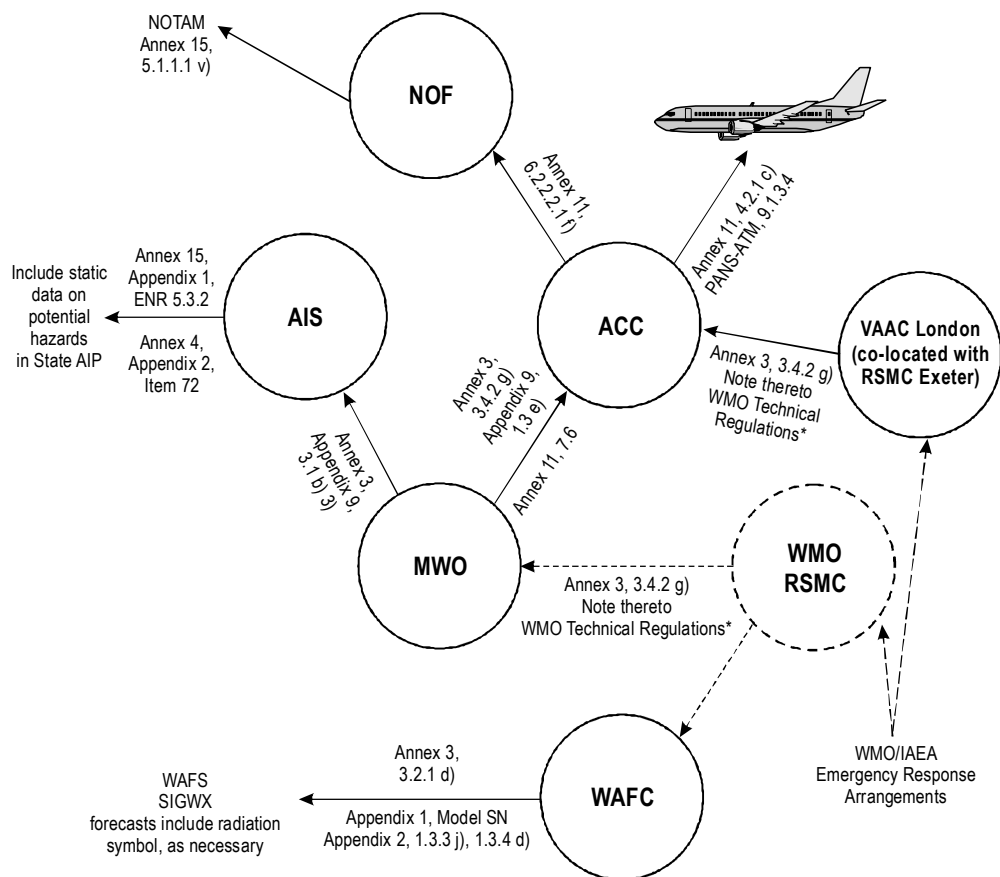 NOTAM
Annex 15,
5.1.1.1 v)
NOF
Annex 11,
6.2.2.2.1 f)
Annex 11, 4.2.1 c)
PANS-ATM, 9.1.3.4
Include static
data on
potential
hazards
in State AIP
Annex 15,
Appendix 1,
ENR 5.3.2
Annex 4,
Appendix 2,
Item 72
AIS
ACC
VAAC London
(co-located with
RSMC Exeter)
Annex 3, 3.4.2 g)
Note thereto
WMO Technical
Regulations*
Annex 3,
Appendix 9,
3.1 b) 3)
Annex 3,
3.4.2 g)
Appendix 9,
1.3 e)
Annex 11, 7.6
MWO
WMO
RSMC
Annex 3, 3.4.2 g)
Note thereto
WMO Technical Regulations*
WMO/IAEA
Emergency Response
Arrangements
WAFS
SIGWX
forecasts include radiation
symbol, as necessary
Annex 3,
3.2.1 d)
Appendix 1, Model SN
Appendix 2, 1.3.3 j), 1.3.4 d)
WAFC